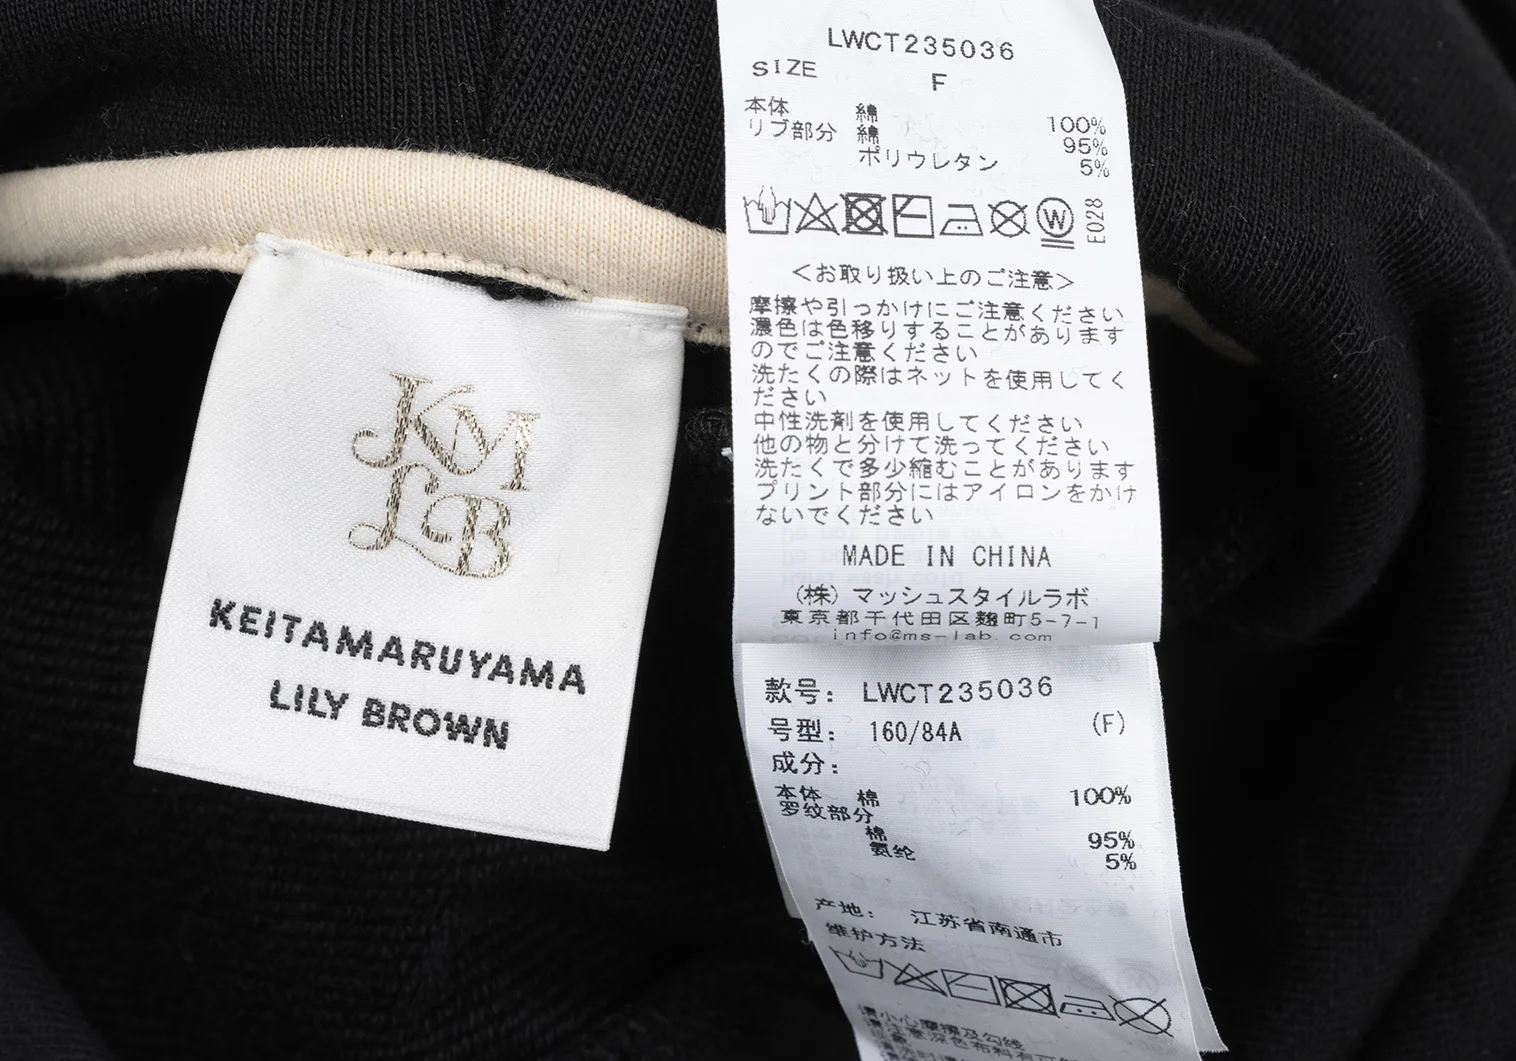 KM
LB
KEITAMARUYAMA
LILY BROWN
LWCT235036
SIZE F
本体 綿 100%
リブ部分 綿 95%
ポリウレタン 5%
W
E028
＜お取り扱い上のご注意＞
摩擦や引っかけにご注意ください
濃色は色移りすることがあります
のでご注意ください
洗たくの際はネットを使用してく
ださい
中性洗剤を使用してください
他の物と分けて洗ってください
洗たくで多少縮むことがあります
プリント部分にはアイロンをかけ
ないでください
MADE IN CHINA
(株) マッシュスタイルラボ
東京都千代田区麹町5-7-1
info@ms-lab.com
款号: LWCT235036
号型: 160/84A (F)
成分:
本体 棉 100%
罗纹部分
棉 95%
氨纶 5%
产地: 江苏省南通市
维护方法
请小心摩擦及勾线